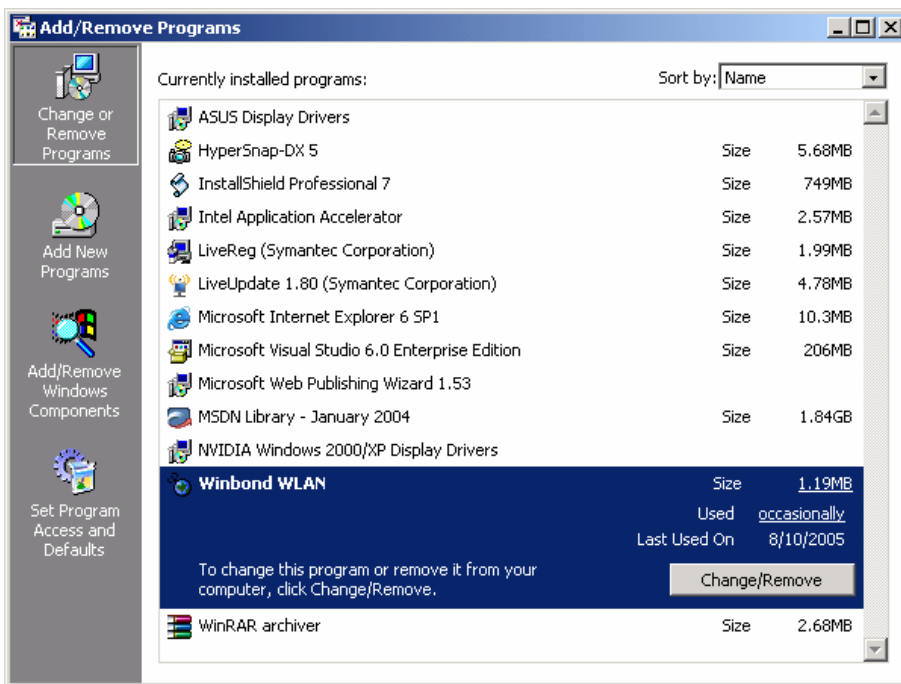 Add/Remove Programs
Change or
Remove
Programs
Add New
Programs
Add/Remove
Windows
Components
Set Program
Access and
Defaults
Currently installed programs:
Sort by: Name
ASUS Display Drivers
HyperSnap-DX 5 Size 5.68MB
InstallShield Professional 7 Size 749MB
Intel Application Accelerator Size 2.57MB
LiveReg (Symantec Corporation) Size 1.99MB
LiveUpdate 1.80 (Symantec Corporation) Size 4.78MB
Microsoft Internet Explorer 6 SP1 Size 10.3MB
Microsoft Visual Studio 6.0 Enterprise Edition Size 206MB
Microsoft Web Publishing Wizard 1.53
MSDN Library - January 2004 Size 1.84GB
NVIDIA Windows 2000/XP Display Drivers
Winbond WLAN Size 1.19MB
Used occasionally
Last Used On 8/10/2005
To change this program or remove it from your
computer, click Change/Remove.
Change/Remove
WinRAR archiver Size 2.68MB